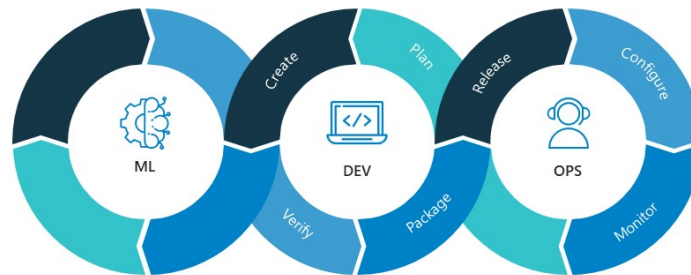 Create
Plan
Release
Configure
ML
</>
DEV
OPS
Verify
Package
Monitor